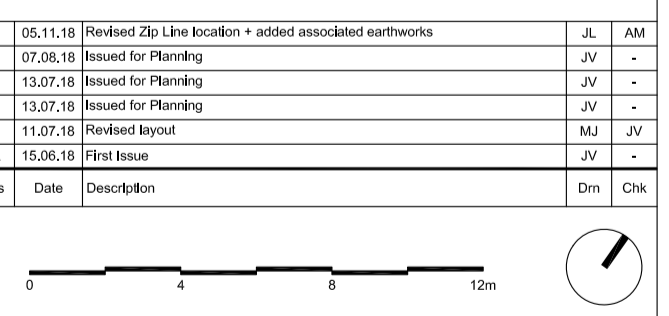 05.11.18 Revised Zip Line location + added associated earthworks JL AM
07.08.18 Issued for Planning JV -
13.07.18 Issued for Planning JV -
13.07.18 Issued for Planning JV -
11.07.18 Revised layout MJ JV
15.06.18 First Issue JV -
Date Description Drn Chk
0 4 8 12m